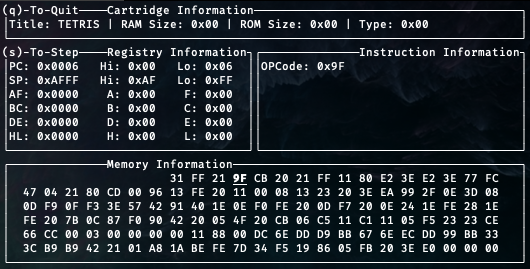 (q)-To-Quit Cartridge Information
Title: TETRIS | RAM Size: 0x00 | ROM Size: 0x00 | Type: 0x00
(s)-To-Step Registry Information Instruction Information
PC: 0x0006 Hi: 0x00 Lo: 0x06 OPCode: 0x9F
SP: 0xAFFF Hi: 0xAF Lo: 0xFF
AF: 0x0000 A: 0x00 F: 0x00
BC: 0x0000 B: 0x00 C: 0x00
DE: 0x0000 D: 0x00 E: 0x00
HL: 0x0000 H: 0x00 L: 0x00
Memory Information
31 FF 21 9F CB 20 21 FF 11 80 E2 3E E2 3E 77 FC
47 04 21 80 CD 00 96 13 FE 20 11 00 08 13 23 20 3E EA 99 2F 0E 3D 08
0D F9 0F F3 3E 57 42 91 40 1E 0E F0 FE 20 0D F7 20 0E 24 1E FE 28 1E
FE 20 7B 0C 87 F0 90 42 20 05 4F 20 CB 06 C5 11 C1 11 05 F5 23 23 CE
66 CC 00 03 00 00 00 00 00 11 88 00 DC 6E DD D9 BB 67 6E EC DD 99 BB 33
3C B9 B9 42 21 01 A8 1A BE FE 7D 34 F5 19 86 05 FB 20 3E E0 00 00 00